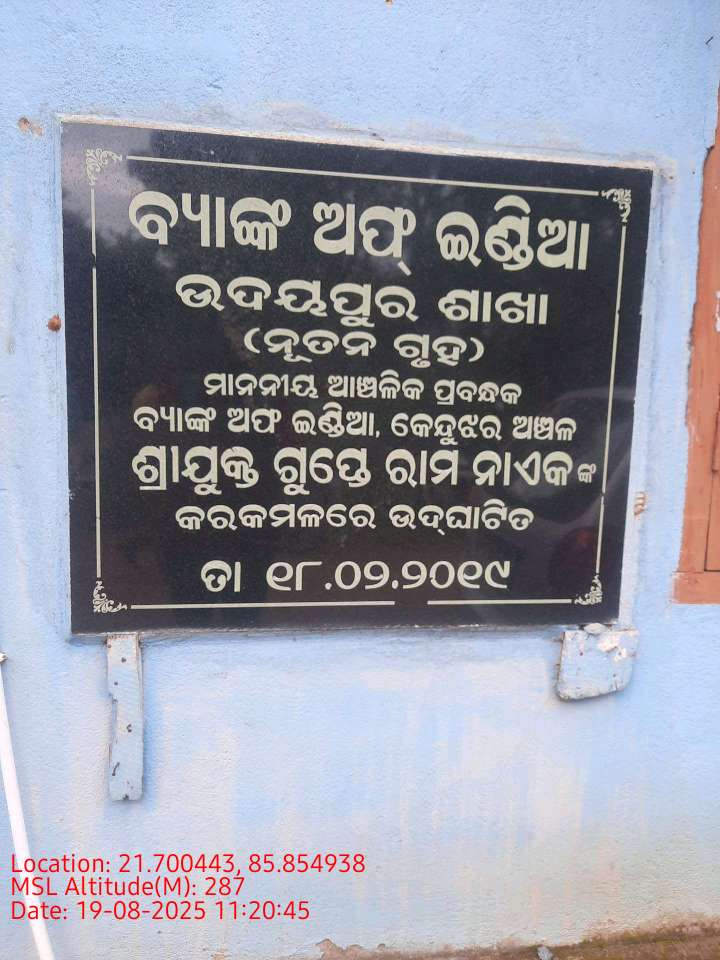 ବ୍ୟାଙ୍କ ଅଫ୍ ଇଣ୍ଡିଆ
ଉଦୟପୁର ଶାଖା
(ନୂତନ ଗୃହ)
ମାନନୀୟ ଆଞ୍ଚଳିକ ପ୍ରବନ୍ଧକ
ବ୍ୟାଙ୍କ ଅଫ ଇଣ୍ଡିଆ, କେନ୍ଦୁଝର ଅଞ୍ଚଳ
ଶ୍ରୀଯୁକ୍ତ ଗୁପ୍ତେ ରାମ ନାଏକଙ୍କ
କରକମଳରେ ଉଦ୍‌ଘାଟିତ
ତା ୧୮.୦୨.୨୦୧୯
Location: 21.700443, 85.854938
MSL Altitude(M): 287
Date: 19-08-2025 11:20:45